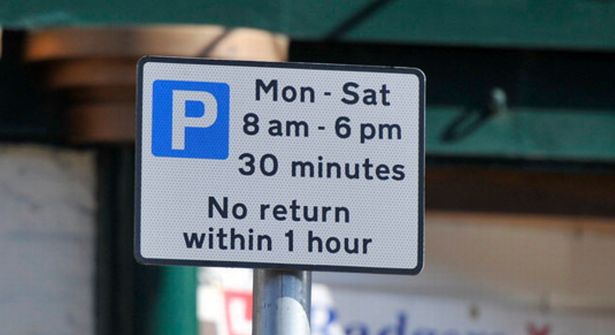 P
Mon - Sat
8 am - 6 pm
30 minutes
No return
within 1 hour